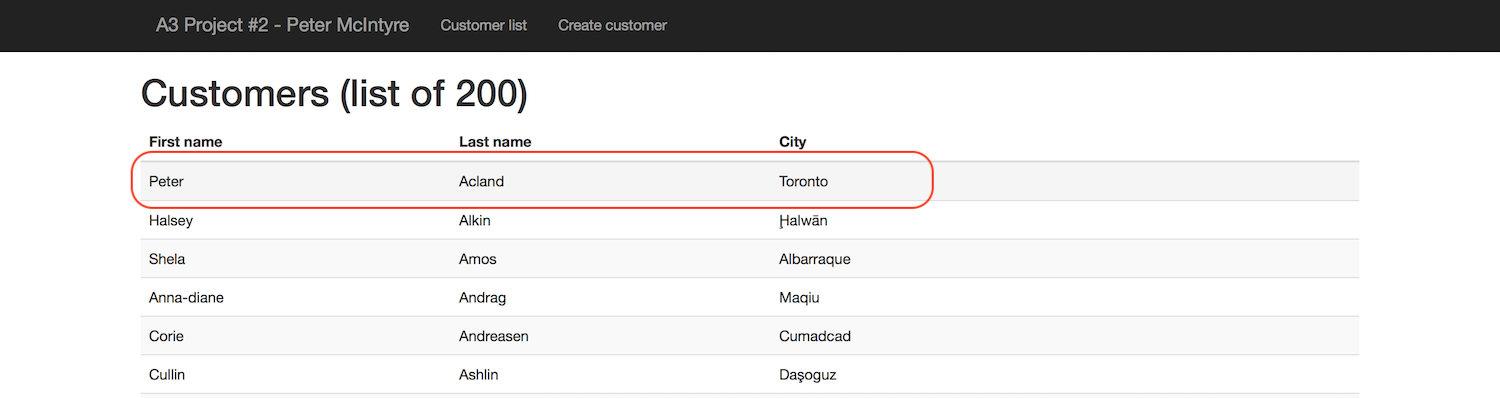 A3 Project #2 - Peter McIntyre Customer list Create customer
Customers (list of 200)
First name Last name City
Peter Acland Toronto
Halsey Alkin Ḩalwān
Shela Amos Albarraque
Anna-diane Andrag Maqiu
Corie Andreasen Cumadcad
Cullin Ashlin Daşoguz